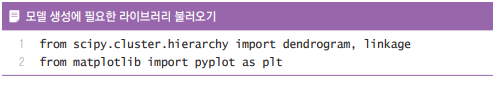 모델 생성에 필요한 라이브러리 불러오기
1 from scipy.cluster.hierarchy import dendrogram, linkage
2 from matplotlib import pyplot as plt